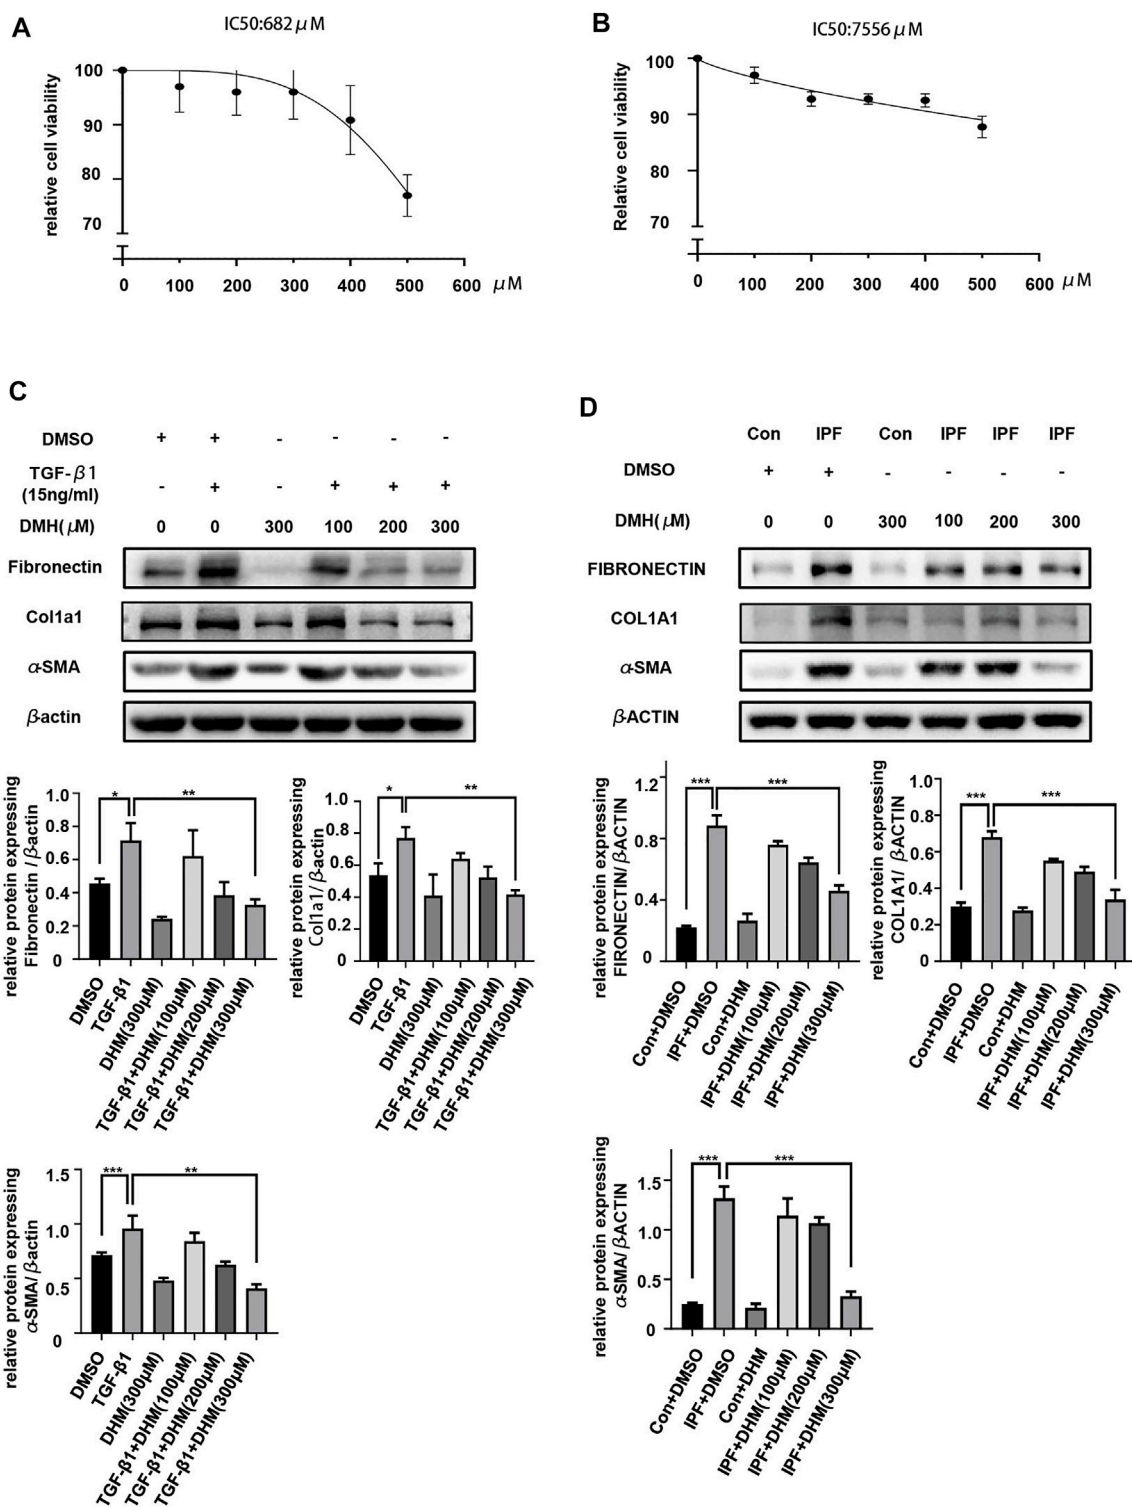 A
IC50:682 μM
relative cell viability
100
90
80
70
0 100 200 300 400 500 600 μM
B
IC50:7556 μM
Relative cell viability
100
90
80
70
0 100 200 300 400 500 600 μM
C
DMSO + + - - - -
TGF-β1
(15ng/ml) - + - + + +
DMH(μM) 0 0 300 100 200 300
Fibronectin
Col1a1
α-SMA
β-actin
D
Con IPF Con IPF IPF IPF
DMSO + + - - - -
DMH(μM) 0 0 300 100 200 300
FIBRONECTIN
COL1A1
α-SMA
β-ACTIN
relative protein expressing
Fibronectin /β-actin
1.0
0.8
0.6
0.4
0.2
0
* **
DMSO
TGF-β1
DHM(300μM)
TGF-β1+DHM(100μM)
TGF-β1+DHM(200μM)
TGF-β1+DHM(300μM)
relative protein expressing
Col1a1/β-actin
1.0
0.8
0.6
0.4
0.2
0
* **
DMSO
TGF-β1
DHM(300μM)
TGF-β1+DHM(100μM)
TGF-β1+DHM(200μM)
TGF-β1+DHM(300μM)
relative protein expressing
FIRONECTIN/β-ACTIN
1.2
0.8
0.4
0
*** ***
Con+DMSO
IPF+DMSO
Con+DHM
IPF+DHM(100μM)
IPF+DHM(200μM)
IPF+DHM(300μM)
relative protein expressing
COL1A1/ β-ACTIN
1.0
0.8
0.6
0.4
0.2
0
*** ***
Con+DMSO
IPF+DMSO
Con+DHM
IPF+DHM(100μM)
IPF+DHM(200μM)
IPF+DHM(300μM)
relative protein expressing
α-SMA/β-actin
1.5
1.0
0.5
0
*** **
DMSO
TGF-β1
DHM(300μM)
TGF-β1+DHM(100μM)
TGF-β1+DHM(200μM)
TGF-β1+DHM(300μM)
relative protein expressing
α-SMA/β-ACTIN
1.5
1.0
0.5
0
*** ***
Con+DMSO
IPF+DMSO
Con+DHM
IPF+DHM(100μM)
IPF+DHM(200μM)
IPF+DHM(300μM)